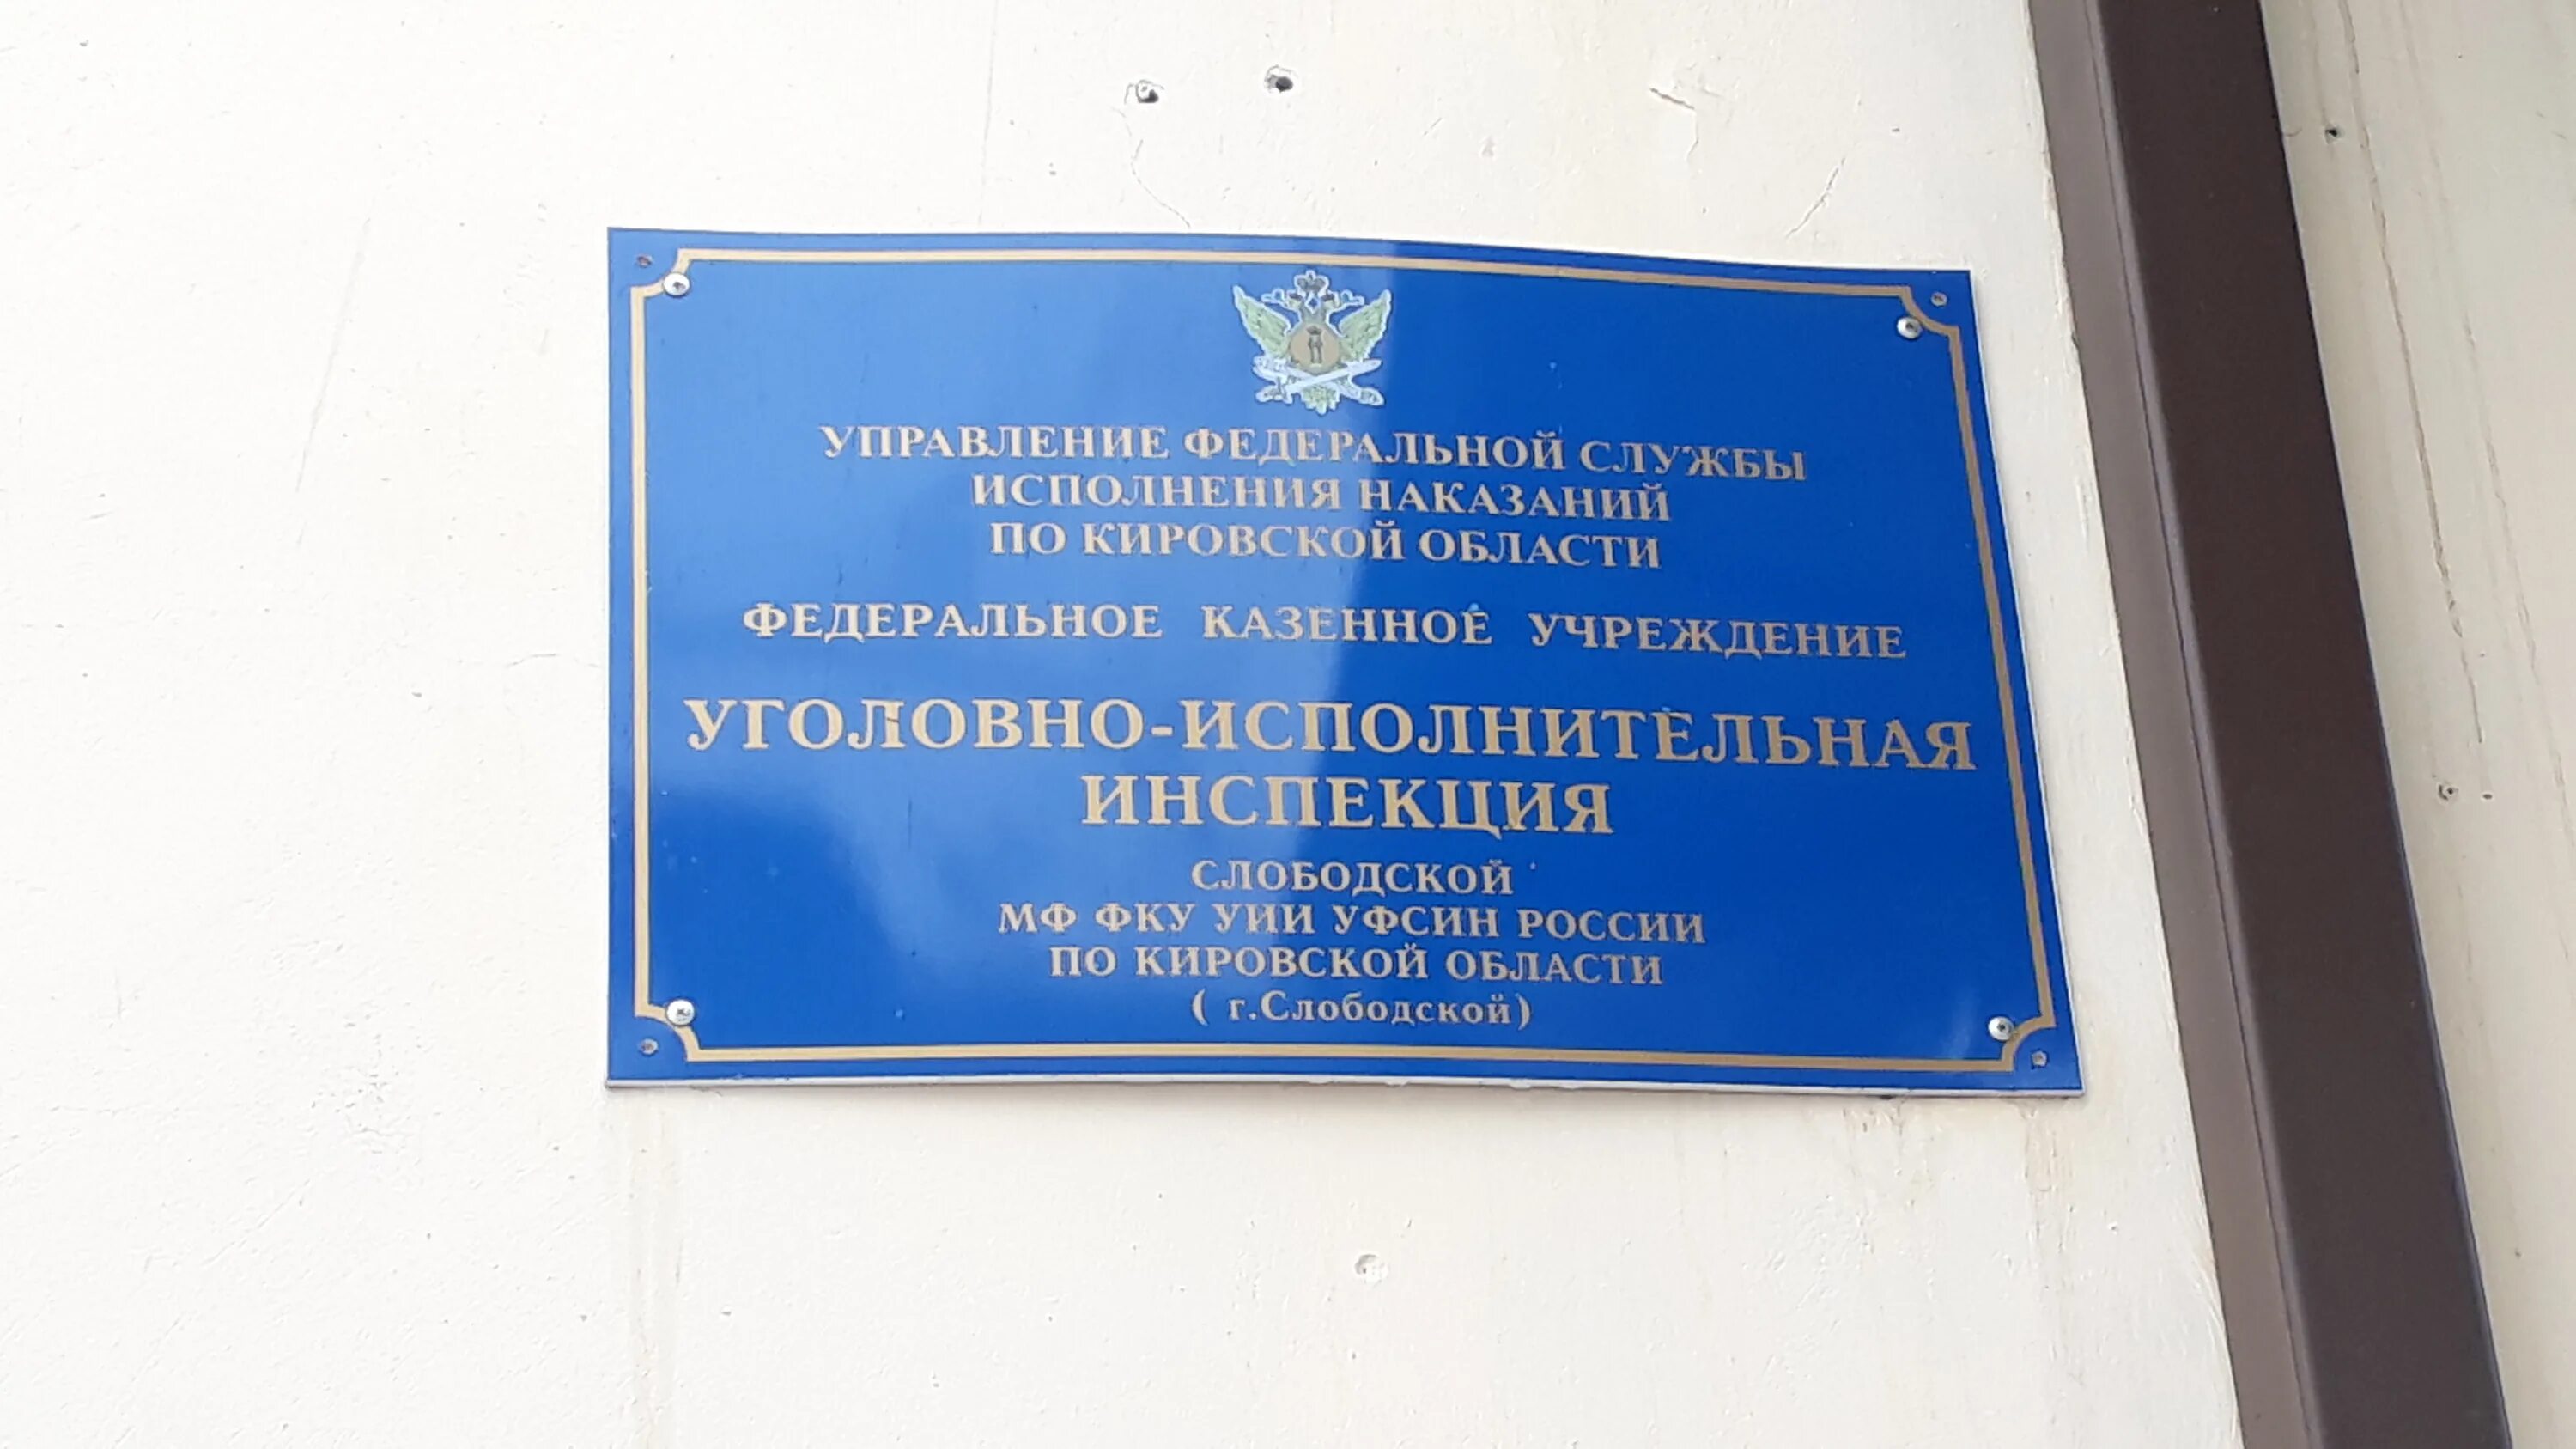 УПРАВЛЕНИЕ ФЕДЕРАЛЬНОЙ СЛУЖБЫ
ИСПОЛНЕНИЯ НАКАЗАНИЙ
ПО КИРОВСКОЙ ОБЛАСТИ
ФЕДЕРАЛЬНОЕ КАЗЕННОЕ УЧРЕЖДЕНИЕ
УГОЛОВНО-ИСПОЛНИТЕЛЬНАЯ
ИНСПЕКЦИЯ
СЛОБОДСКОЙ
МФ ФКУ УИИ УФСИН РОССИИ
ПО КИРОВСКОЙ ОБЛАСТИ
( г.Слободской)